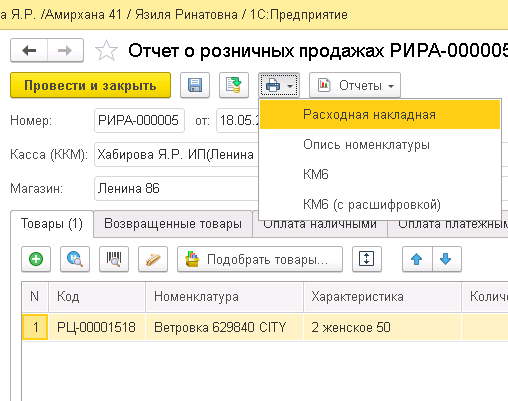 а Я.Р. /Амирхана 41 / Язиля Ринатовна / 1С:Предприятие
Отчет о розничных продажах РИРА-000005
Провести и закрыть
Отчеты
Номер: РИРА-000005 от: 18.05.2
Расходная накладная
Опись номенклатуры
КМ6
КМ6 (с расшифровкой)
Касса (ККМ): Хабирова Я.Р. ИП(Ленина
Магазин: Ленина 86
Товары (1) Возвращенные товары Оплата наличными Оплата платежным
Подобрать товары...
N Код Номенклатура Характеристика Количе
1 РЦ-00001518 Ветровка 629840 CITY 2 женское 50